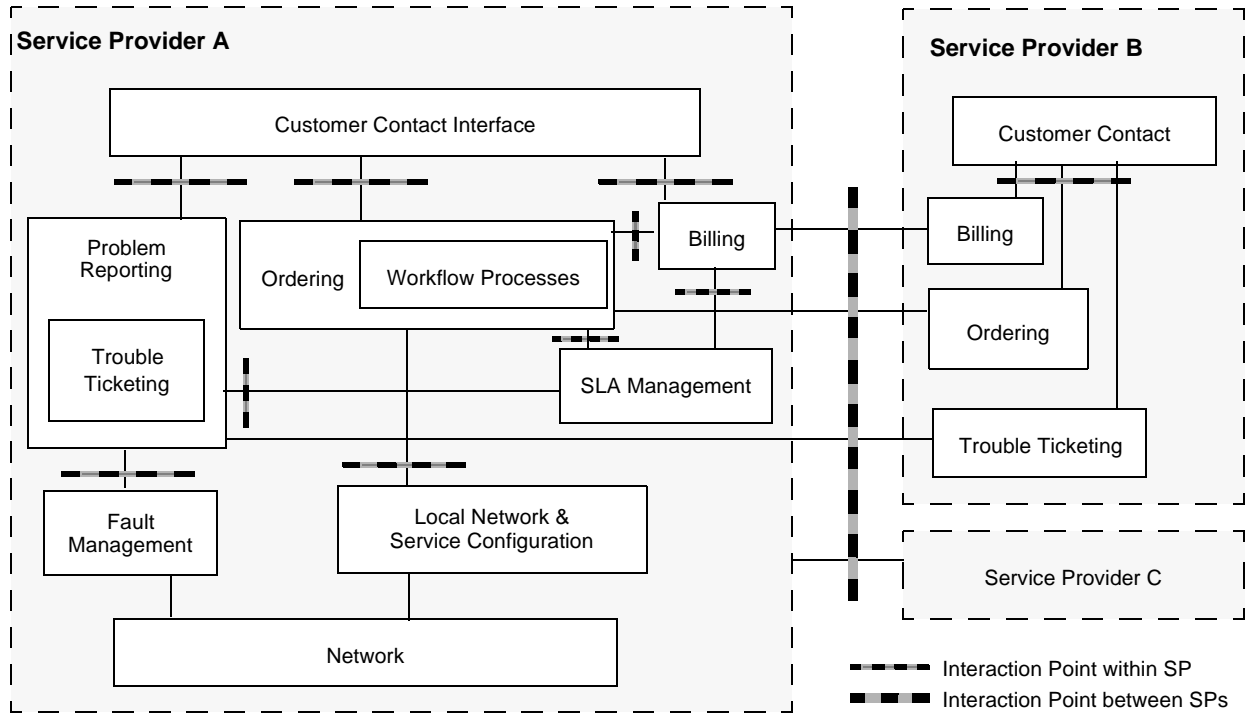 Service Provider A
Customer Contact Interface
Problem
Reporting
Trouble
Ticketing
Ordering
Workflow Processes
Billing
SLA Management
Fault
Management
Local Network &
Service Configuration
Network
Service Provider B
Customer Contact
Billing
Ordering
Trouble Ticketing
Service Provider C
Interaction Point within SP
Interaction Point between SPs